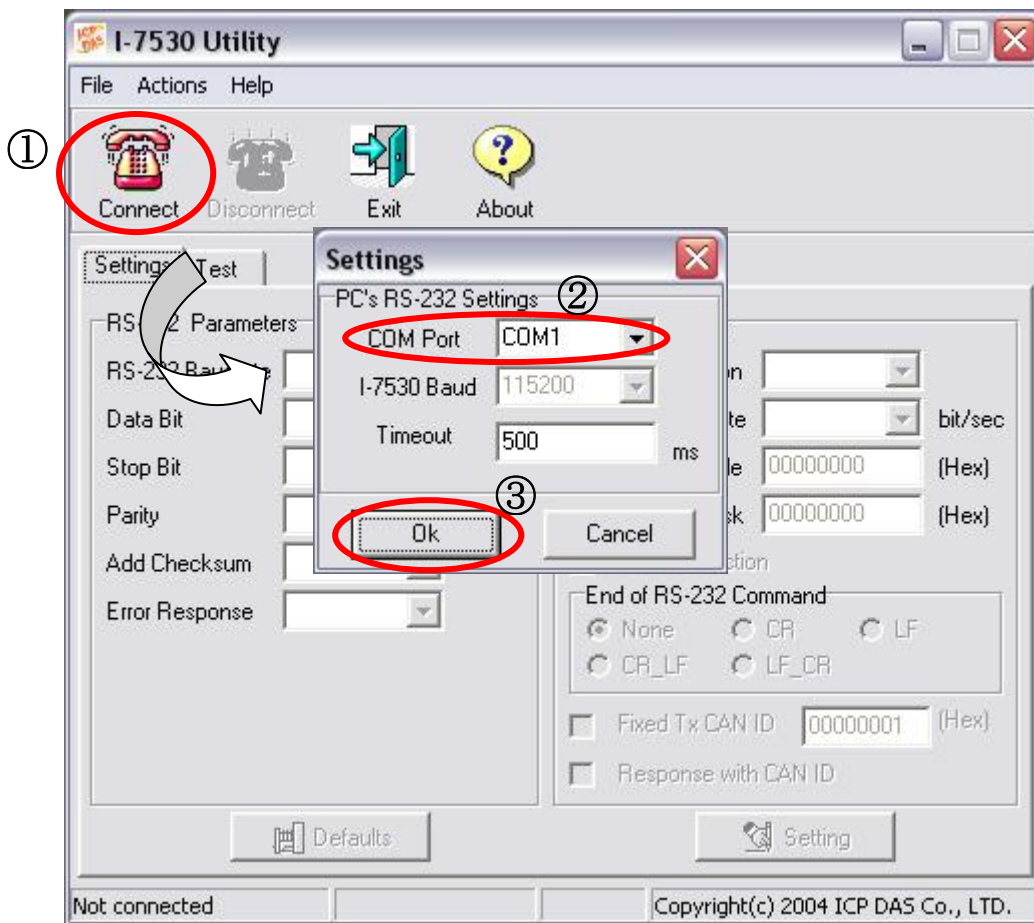 ICP DAS
I-7530 Utility
File Actions Help
①
Connect Disconnect Exit About
Settings Test
RS-232 Parameters
RS-232 Baud
Data Bit
Stop Bit
Parity
Add Checksum
Error Response
Settings
PC's RS-232 Settings
②
COM Port COM1
I-7530 Baud 115200
Timeout 500 ms
③
Ok Cancel
bit/sec
00000000 (Hex)
00000000 (Hex)
End of RS-232 Command
None CR LF
CR_LF LF_CR
Fixed Tx CAN ID 00000001 (Hex)
Response with CAN ID
Defaults
Setting
Not connected
Copyright(c) 2004 ICP DAS Co., LTD.